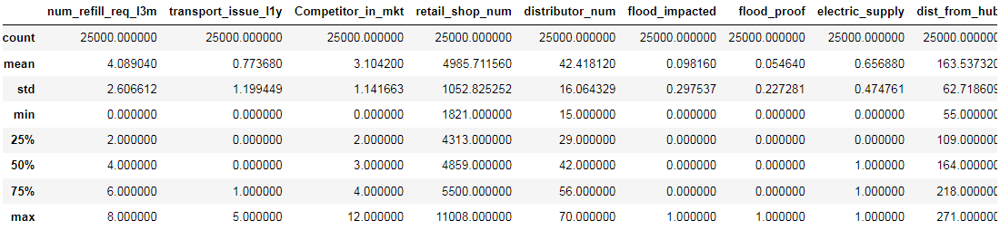 num_refill_req_l3m transport_issue_l1y Competitor_in_mkt retail_shop_num distributor_num flood_impacted flood_proof electric_supply dist_from_hub
count 25000.000000 25000.000000 25000.000000 25000.000000 25000.000000 25000.000000 25000.000000 25000.000000 25000.000000
mean 4.089040 0.773680 3.104200 4985.711560 42.418120 0.098160 0.054640 0.656880 163.537320
std 2.606612 1.199449 1.141663 1052.825252 16.064329 0.297537 0.227281 0.474761 62.718609
min 0.000000 0.000000 0.000000 1821.000000 15.000000 0.000000 0.000000 0.000000 55.000000
25% 2.000000 0.000000 2.000000 4313.000000 29.000000 0.000000 0.000000 0.000000 109.000000
50% 4.000000 0.000000 3.000000 4859.000000 42.000000 0.000000 0.000000 1.000000 164.000000
75% 6.000000 1.000000 4.000000 5500.000000 56.000000 0.000000 0.000000 1.000000 218.000000
max 8.000000 5.000000 12.000000 11008.000000 70.000000 1.000000 1.000000 1.000000 271.000000